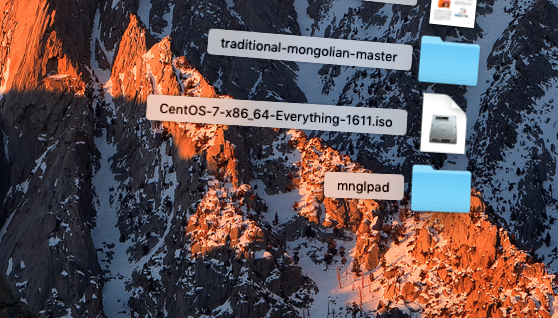 traditional-mongolian-master
CentOS-7-x86_64-Everything-1611.iso
mnglpad